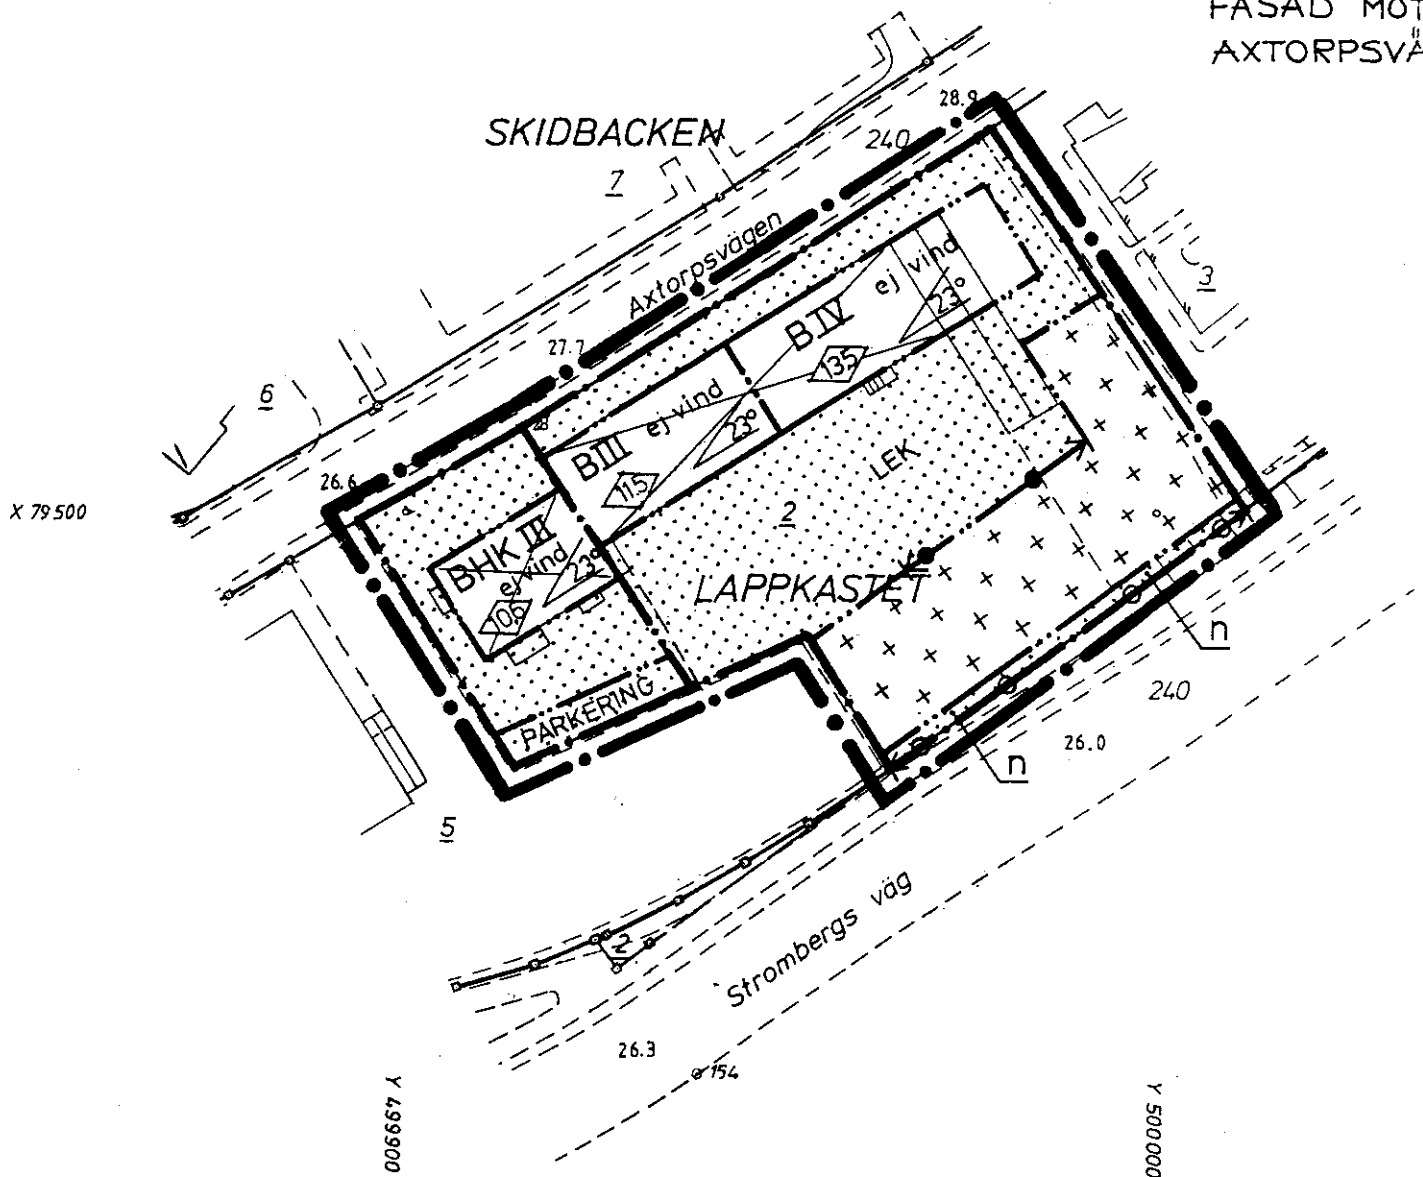 FASAD MOT
AXTORPSVÄ
28.9
SKIDBACKEN
240
7
Axtorpsvägen
3
ej vind
23°
B IV
27.7
135
6
ej vind
23°
28
B III
LEK
26.6
115
X 79500
2
BHK III
ej vind
23°
LAPPKASTET
106
n
240
PARKERING
26.0
n
5
Strombergs väg
2
26.3
154
Y 499900
Y 500000